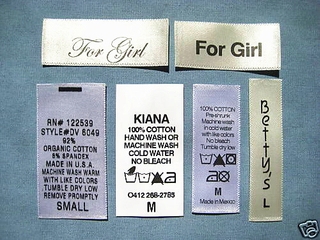 For Girl
For Girl
RN# 122539
STYLE#DV 6049
92%
ORGANIC COTTON
8% SPANDEX
MADE IN U.S.A.
MACHINE WASH WARM
WITH LIKE COLORS
TUMBLE DRY LOW
REMOVE PROMPTLY
SMALL
KIANA
100% COTTON
HAND WASH OR
MACHINE WASH
COLD WATER
NO BLEACH
0412 268-2785
M
100% COTTON
Pre-shrunk
Machine wash
in cold water
with like colors
No bleach
Tumble dry low
M
Made in Mexico
Betty's L